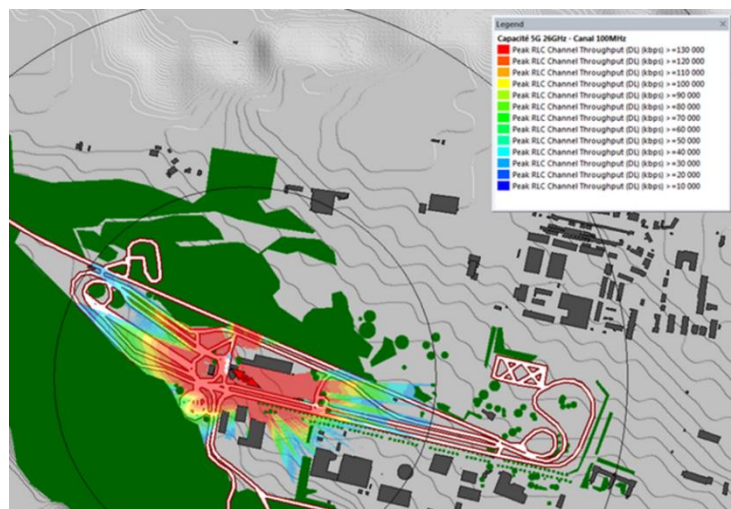 Legend
Capacité 5G 26GHz - Canal 100MHz
Peak RLC Channel Throughput (DL) (kbps) >=130 000
Peak RLC Channel Throughput (DL) (kbps) >=120 000
Peak RLC Channel Throughput (DL) (kbps) >=110 000
Peak RLC Channel Throughput (DL) (kbps) >=100 000
Peak RLC Channel Throughput (DL) (kbps) >=90 000
Peak RLC Channel Throughput (DL) (kbps) >=80 000
Peak RLC Channel Throughput (DL) (kbps) >=70 000
Peak RLC Channel Throughput (DL) (kbps) >=60 000
Peak RLC Channel Throughput (DL) (kbps) >=50 000
Peak RLC Channel Throughput (DL) (kbps) >=40 000
Peak RLC Channel Throughput (DL) (kbps) >=30 000
Peak RLC Channel Throughput (DL) (kbps) >=20 000
Peak RLC Channel Throughput (DL) (kbps) >=10 000